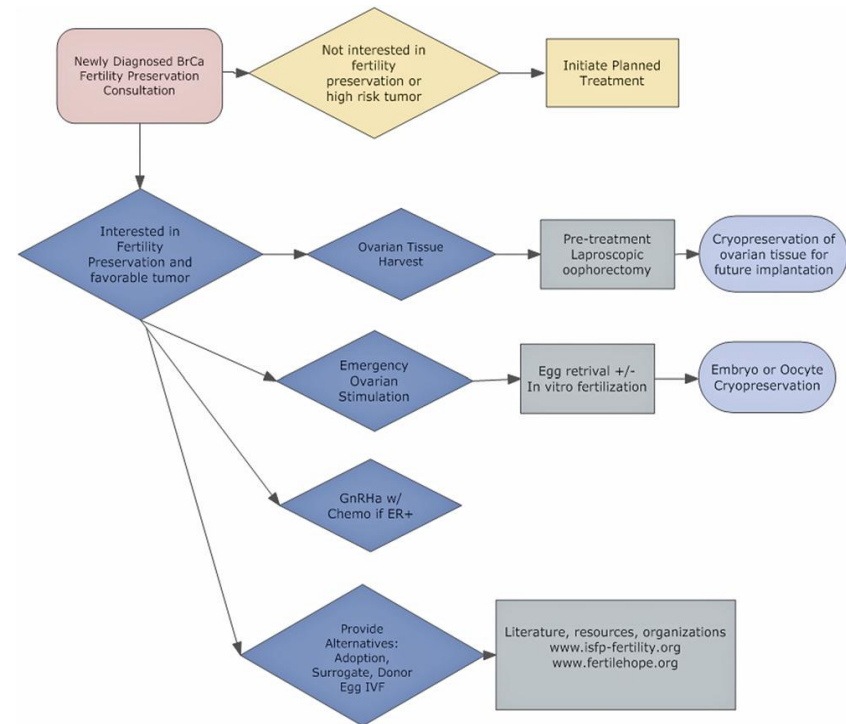 Newly Diagnosed BrCa
Fertility Preservation
Consultation
Not interested in
fertility
preservation or
high risk tumor
Initiate Planned
Treatment
Interested in
Fertility
Preservation and
favorable tumor
Ovarian Tissue
Harvest
Pre-treatment
Laproscopic
oophorectomy
Cryopreservation of
ovarian tissue for
future implantation
Emergency
Ovarian
Stimulation
Egg retrival +/-
In vitro fertilization
Embryo or Oocyte
Cryopreservation
GnRHa w/
Chemo if ER+
Provide
Alternatives:
Adoption,
Surrogate, Donor
Egg IVF
Literature, resources, organizations
www.isfp-fertility.org
www.fertilehope.org